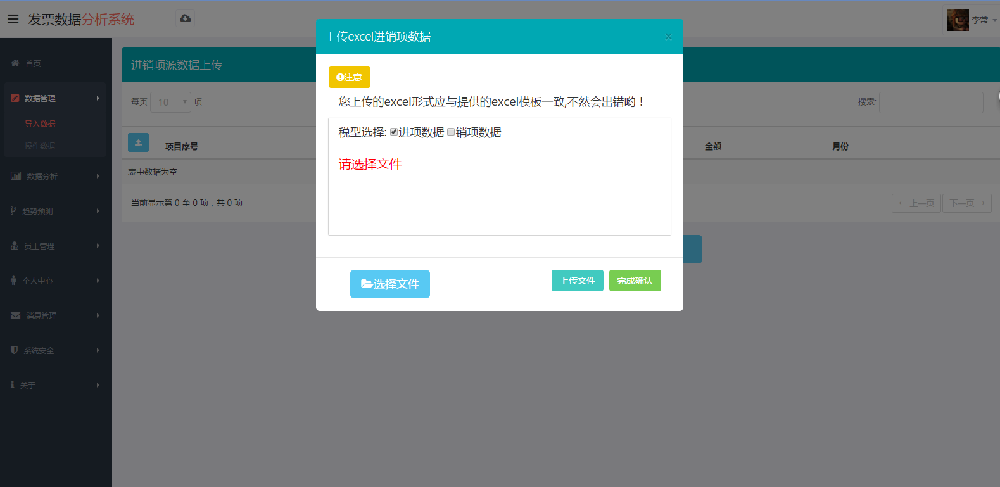 发票数据分析系统
李常
首页
数据管理
导入数据
操作数据
数据分析
趋势预测
员工管理
个人中心
消息管理
系统安全
关于
进销项源数据上传
每页 10 项
搜索:
项目序号
金额
月份
表中数据为空
当前显示第 0 至 0 项，共 0 项
← 上一页
下一页 →
上传excel进销项数据
×
注意
您上传的excel形式应与提供的excel模板一致,不然会出错哟！
税型选择: 进项数据 销项数据
请选择文件
选择文件
上传文件
完成确认